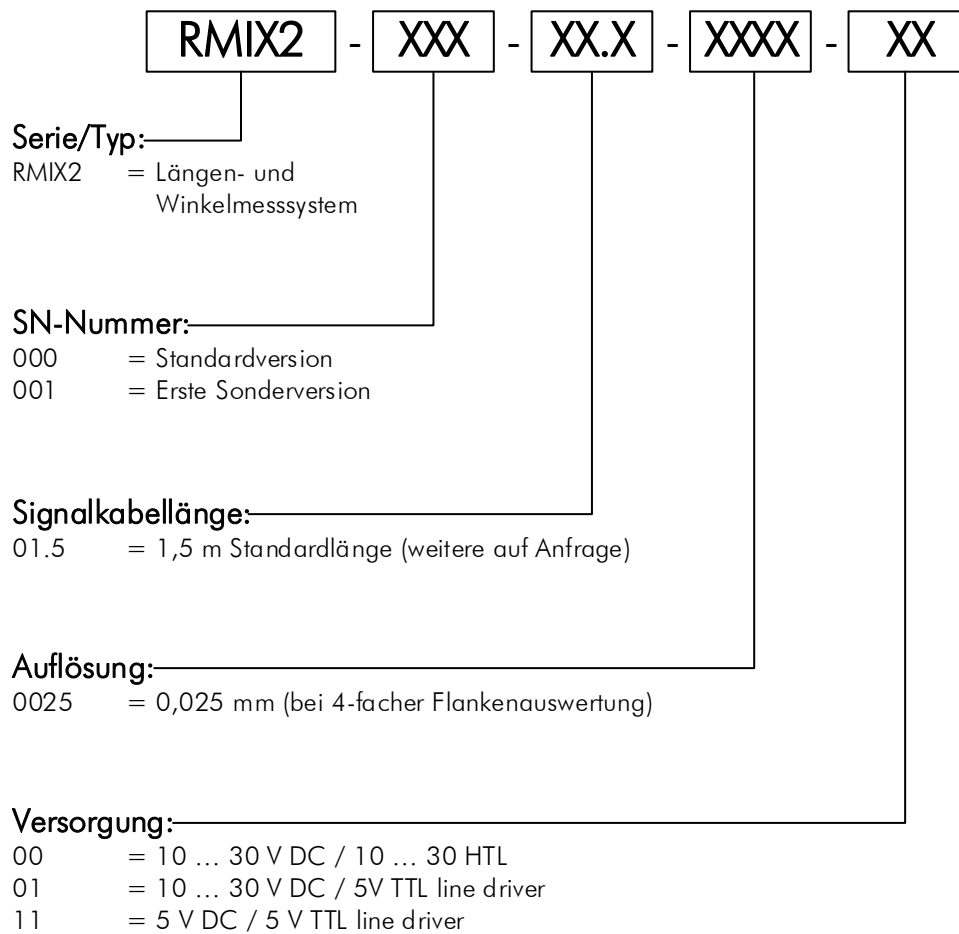 RMIX2 - XXX - XX.X - XXXX - XX
Serie/Typ:
RMIX2 = Längen- und
Winkelmesssystem
SN-Nummer:
000 = Standardversion
001 = Erste Sonderversion
Signalkabellänge:
01.5 = 1,5 m Standardlänge (weitere auf Anfrage)
Auflösung:
0025 = 0,025 mm (bei 4-facher Flankenauswertung)
Versorgung:
00 = 10 ... 30 V DC / 10 ... 30 HTL
01 = 10 ... 30 V DC / 5V TTL line driver
11 = 5 V DC / 5 V TTL line driver